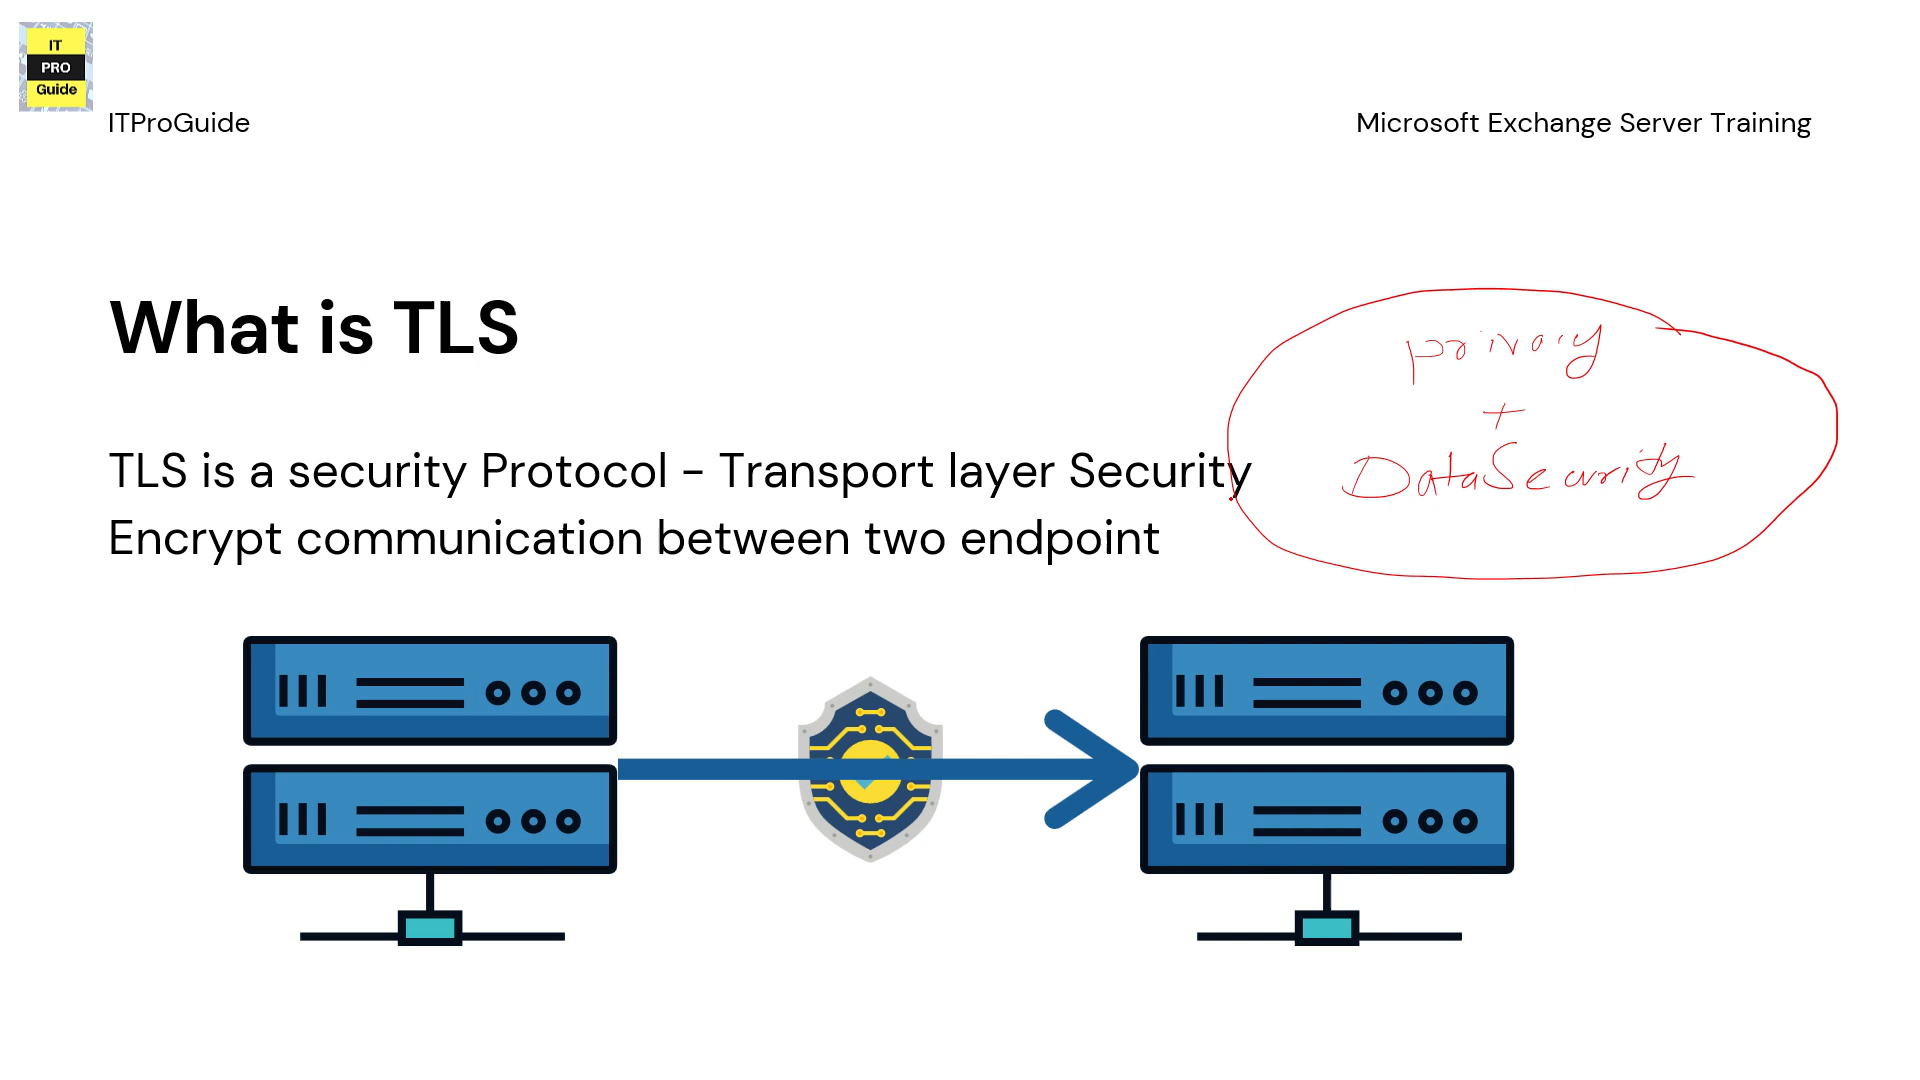 IT
PRO
Guide
ITProGuide
Microsoft Exchange Server Training
What is TLS
privacy
+
DataSecurity
TLS is a security Protocol - Transport layer Security
Encrypt communication between two endpoint